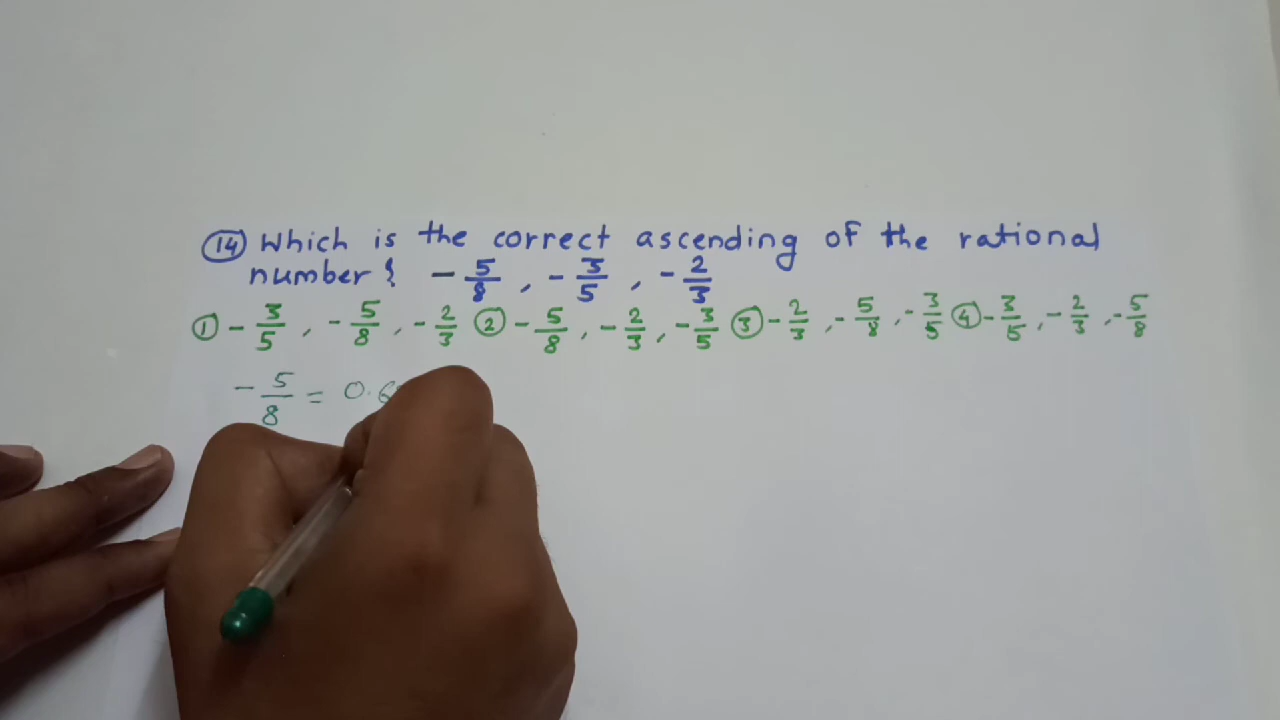 (14) Which is the correct ascending of the rational
number? -5/8, -3/5, -2/3
(1) -3/5, -5/8, -2/3 (2) -5/8, -2/3, -3/5 (3) -2/3, -5/8, -3/5 (4) -3/5, -2/3, -5/8
-5/8 = 0.6